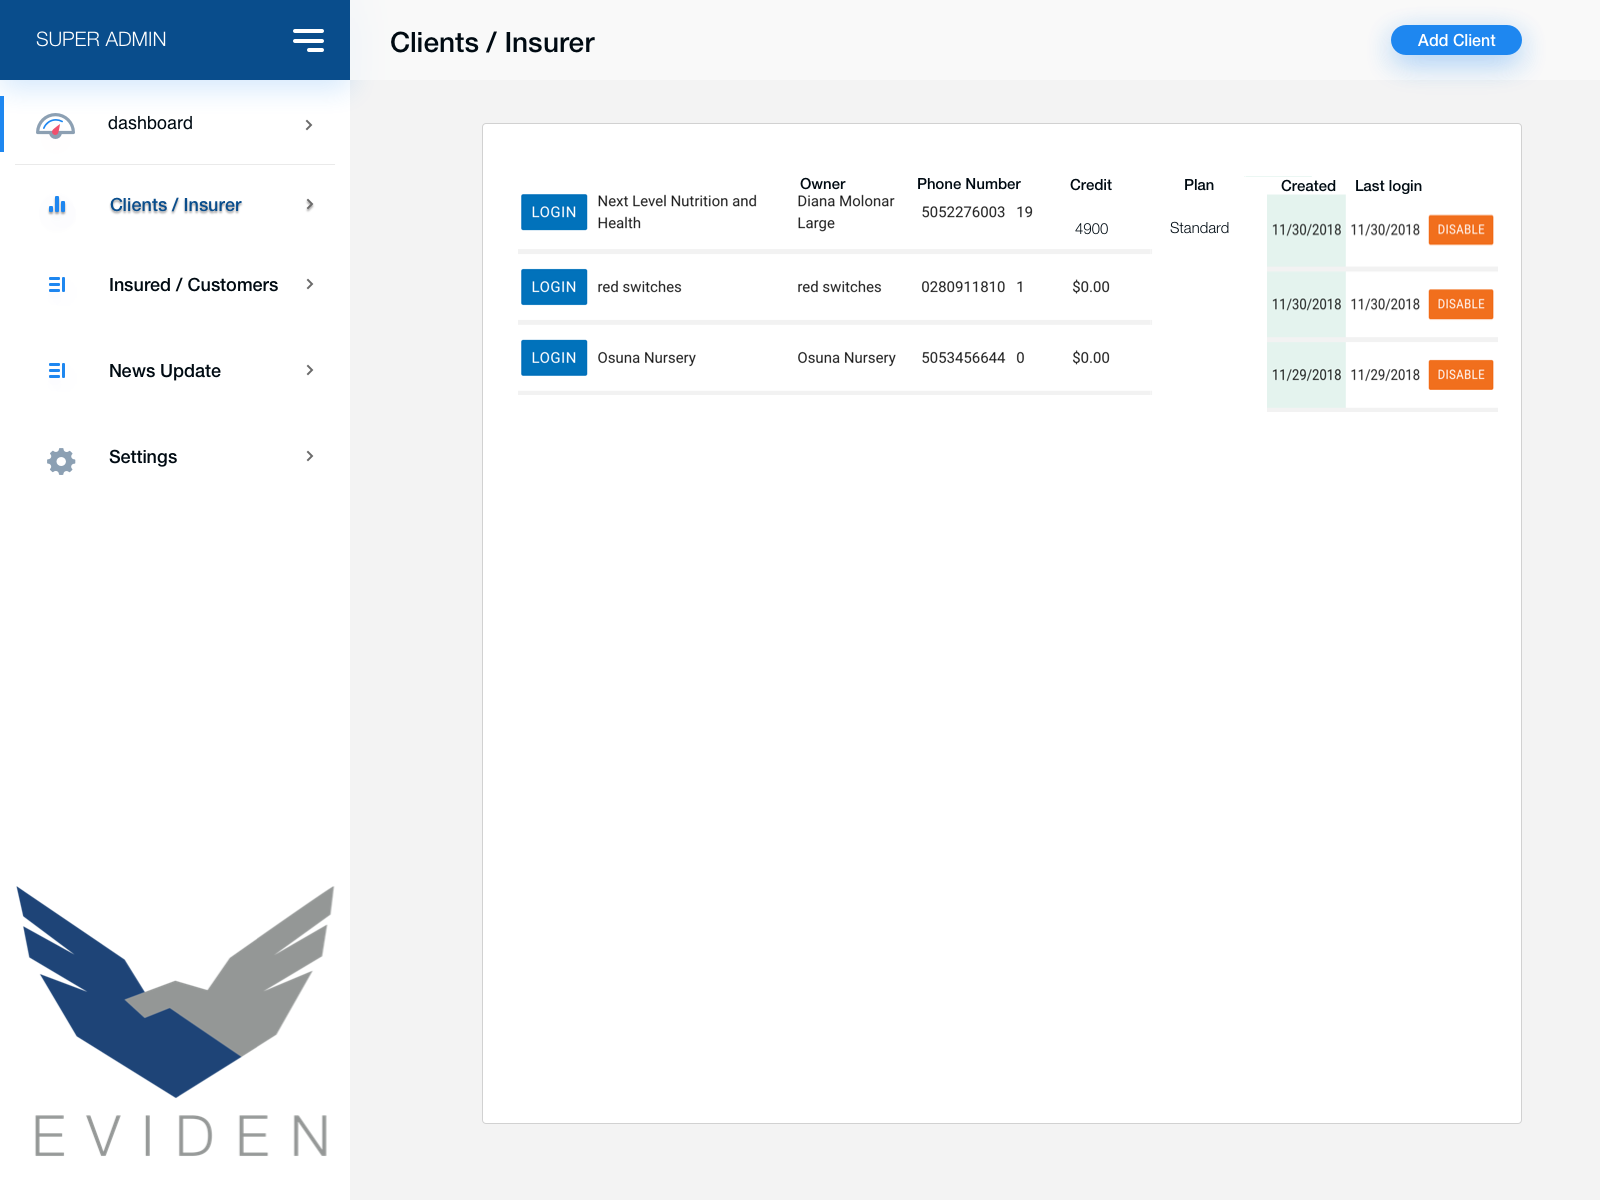 SUPER ADMIN
Clients / Insurer
Add Client
dashboard
Clients / Insurer
Insured / Customers
News Update
Settings
Owner Phone Number Credit Plan Created Last login
LOGIN Next Level Nutrition and Diana Molonar 5052276003 19 4900 Standard 11/30/2018 11/30/2018 DISABLE
Health Large
LOGIN red switches red switches 0280911810 1 $0.00 11/30/2018 11/30/2018 DISABLE
LOGIN Osuna Nursery Osuna Nursery 5053456644 0 $0.00 11/29/2018 11/29/2018 DISABLE
EVIDEN